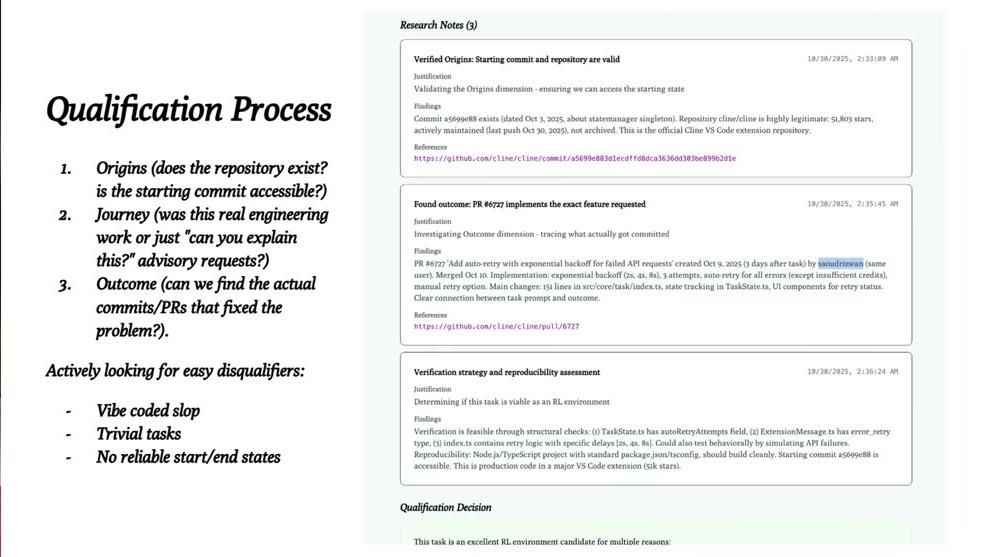 Qualification Process
1. Origins (does the repository exist?
is the starting commit accessible?)
2. Journey (was this real engineering
work or just "can you explain
this?" advisory requests?)
3. Outcome (can we find the actual
commits/PRs that fixed the
problem?).
Actively looking for easy disqualifiers:
- Vibe coded slop
- Trivial tasks
- No reliable start/end states
Research Notes (3)
Verified Origins: Starting commit and repository are valid
10/30/2025, 2:33:09 AM
Justification
Validating the Origins dimension - ensuring we can access the starting state
Findings
Commit a5699e88 exists (dated Oct 3, 2025, about statemanager singleton). Repository cline/cline is highly legitimate: 51,803 stars,
actively maintained (last push Oct 30, 2025), not archived. This is the official Cline VS Code extension repository.
References
https://github.com/cline/cline/commit/a5699e883d1ecdffd8dca3636dd303be899b2d1e
Found outcome: PR #6727 implements the exact feature requested
10/30/2025, 2:35:45 AM
Justification
Investigating Outcome dimension - tracing what actually got committed
Findings
PR #6727 'Add auto-retry with exponential backoff for failed API requests' created Oct 9, 2025 (3 days after task) by saoudrizwan (same
user). Merged Oct 10. Implementation: exponential backoff (2s, 4s, 8s), 3 attempts, auto-retry for all errors (except insufficient credits),
manual retry option. Main changes: 151 lines in src/core/task/index.ts, state tracking in TaskState.ts, UI components for retry status.
Clear connection between task prompt and outcome.
References
https://github.com/cline/cline/pull/6727
Verification strategy and reproducibility assessment
10/30/2025, 2:36:24 AM
Justification
Determining if this task is viable as an RL environment
Findings
Verification is feasible through structural checks: (1) TaskState.ts has autoRetryAttempts field, (2) ExtensionMessage.ts has error_retry
type, (3) index.ts contains retry logic with specific delays [2s, 4s, 8s]. Could also test behaviorally by simulating API failures.
Reproducibility: Node.js/TypeScript project with standard package.json/tsconfig, should build cleanly. Starting commit a5699e88 is
accessible. This is production code in a major VS Code extension (51k stars).
Qualification Decision
This task is an excellent RL environment candidate for multiple reasons: